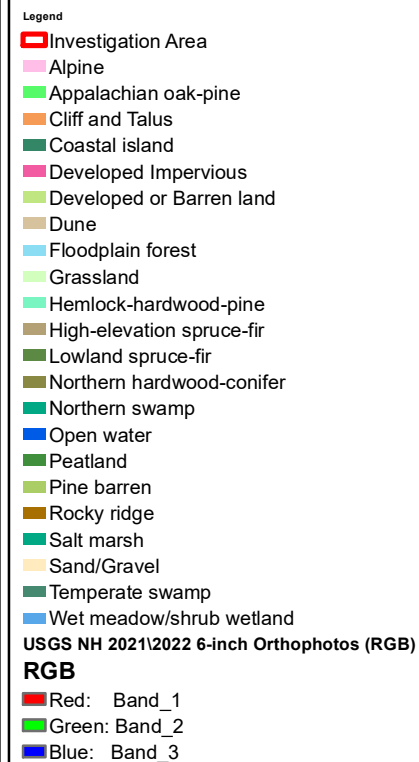 Legend
Investigation Area
Alpine
Appalachian oak-pine
Cliff and Talus
Coastal island
Developed Impervious
Developed or Barren land
Dune
Floodplain forest
Grassland
Hemlock-hardwood-pine
High-elevation spruce-fir
Lowland spruce-fir
Northern hardwood-conifer
Northern swamp
Open water
Peatland
Pine barren
Rocky ridge
Salt marsh
Sand/Gravel
Temperate swamp
Wet meadow/shrub wetland
USGS NH 2021\2022 6-inch Orthophotos (RGB)
RGB
Red: Band_1
Green: Band_2
Blue: Band_3